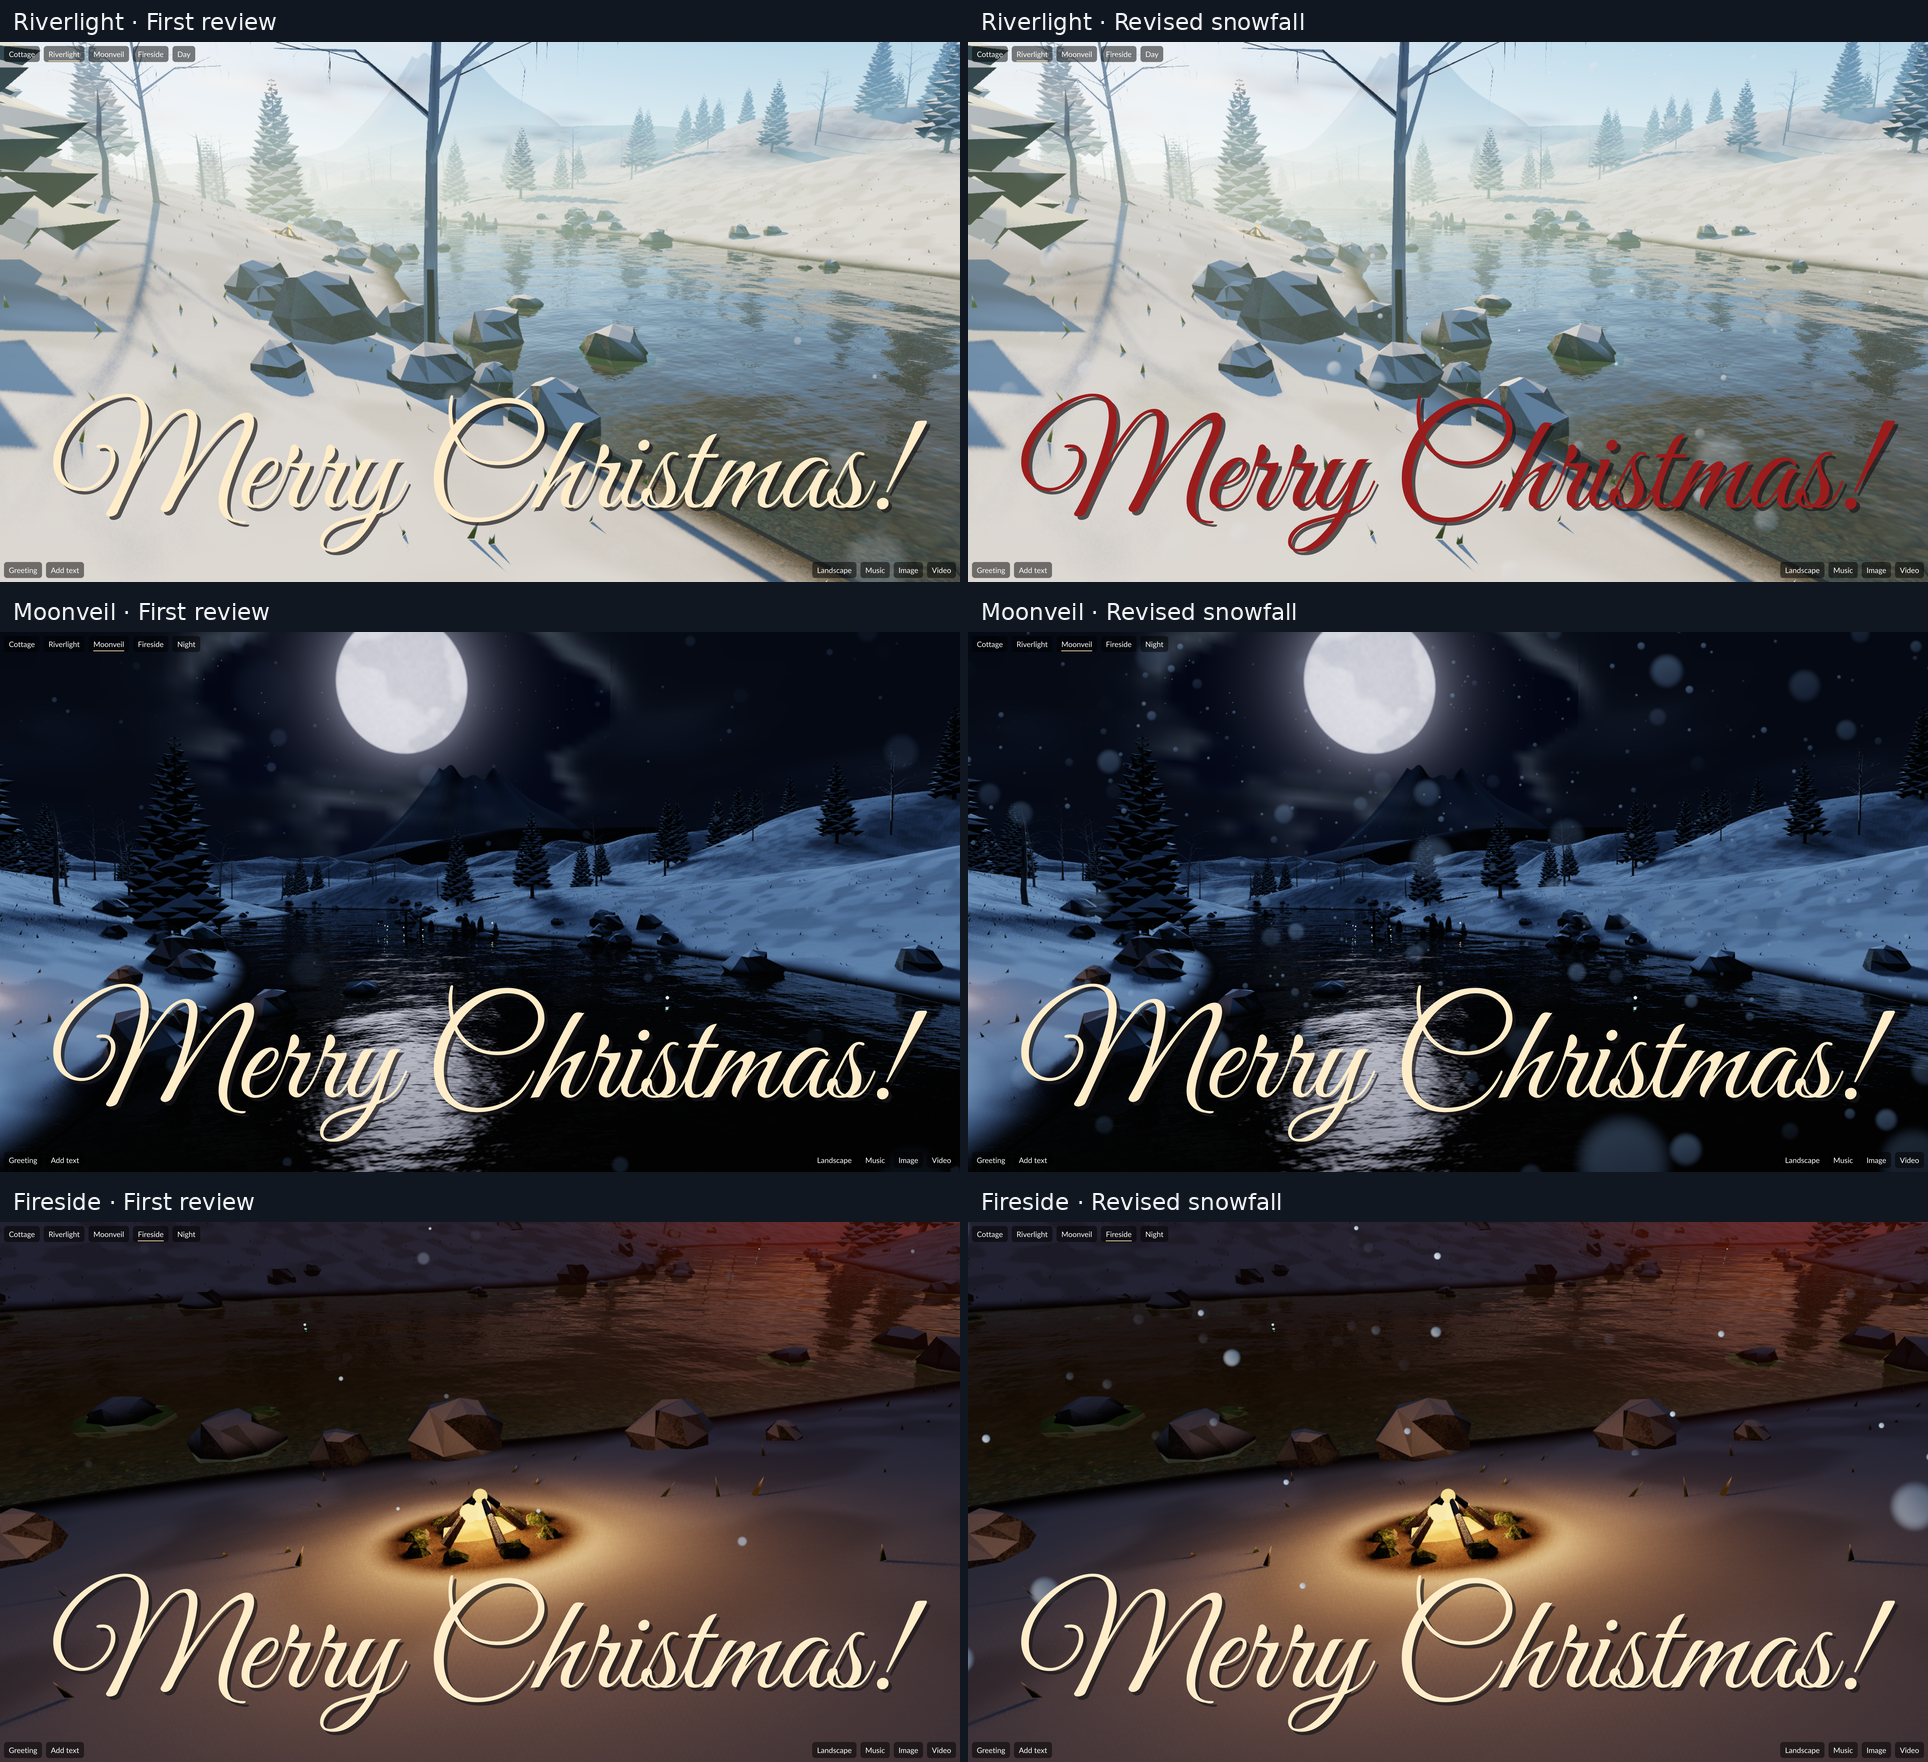 Riverlight · First review
Riverlight · Revised snowfall
Cottage Riverlight Moonveil Fireside Day
Cottage Riverlight Moonveil Fireside Day
Merry Christmas!
Merry Christmas!
Greeting Add text Landscape Music Image Video
Greeting Add text Landscape Music Image Video
Moonveil · First review
Moonveil · Revised snowfall
Cottage Riverlight Moonveil Fireside Night
Cottage Riverlight Moonveil Fireside Night
Merry Christmas!
Merry Christmas!
Greeting Add text Landscape Music Image Video
Greeting Add text Landscape Music Image Video
Fireside · First review
Fireside · Revised snowfall
Cottage Riverlight Moonveil Fireside Night
Cottage Riverlight Moonveil Fireside Night
Merry Christmas!
Merry Christmas!
Greeting Add text Landscape Music Image Video
Greeting Add text Landscape Music Image Video